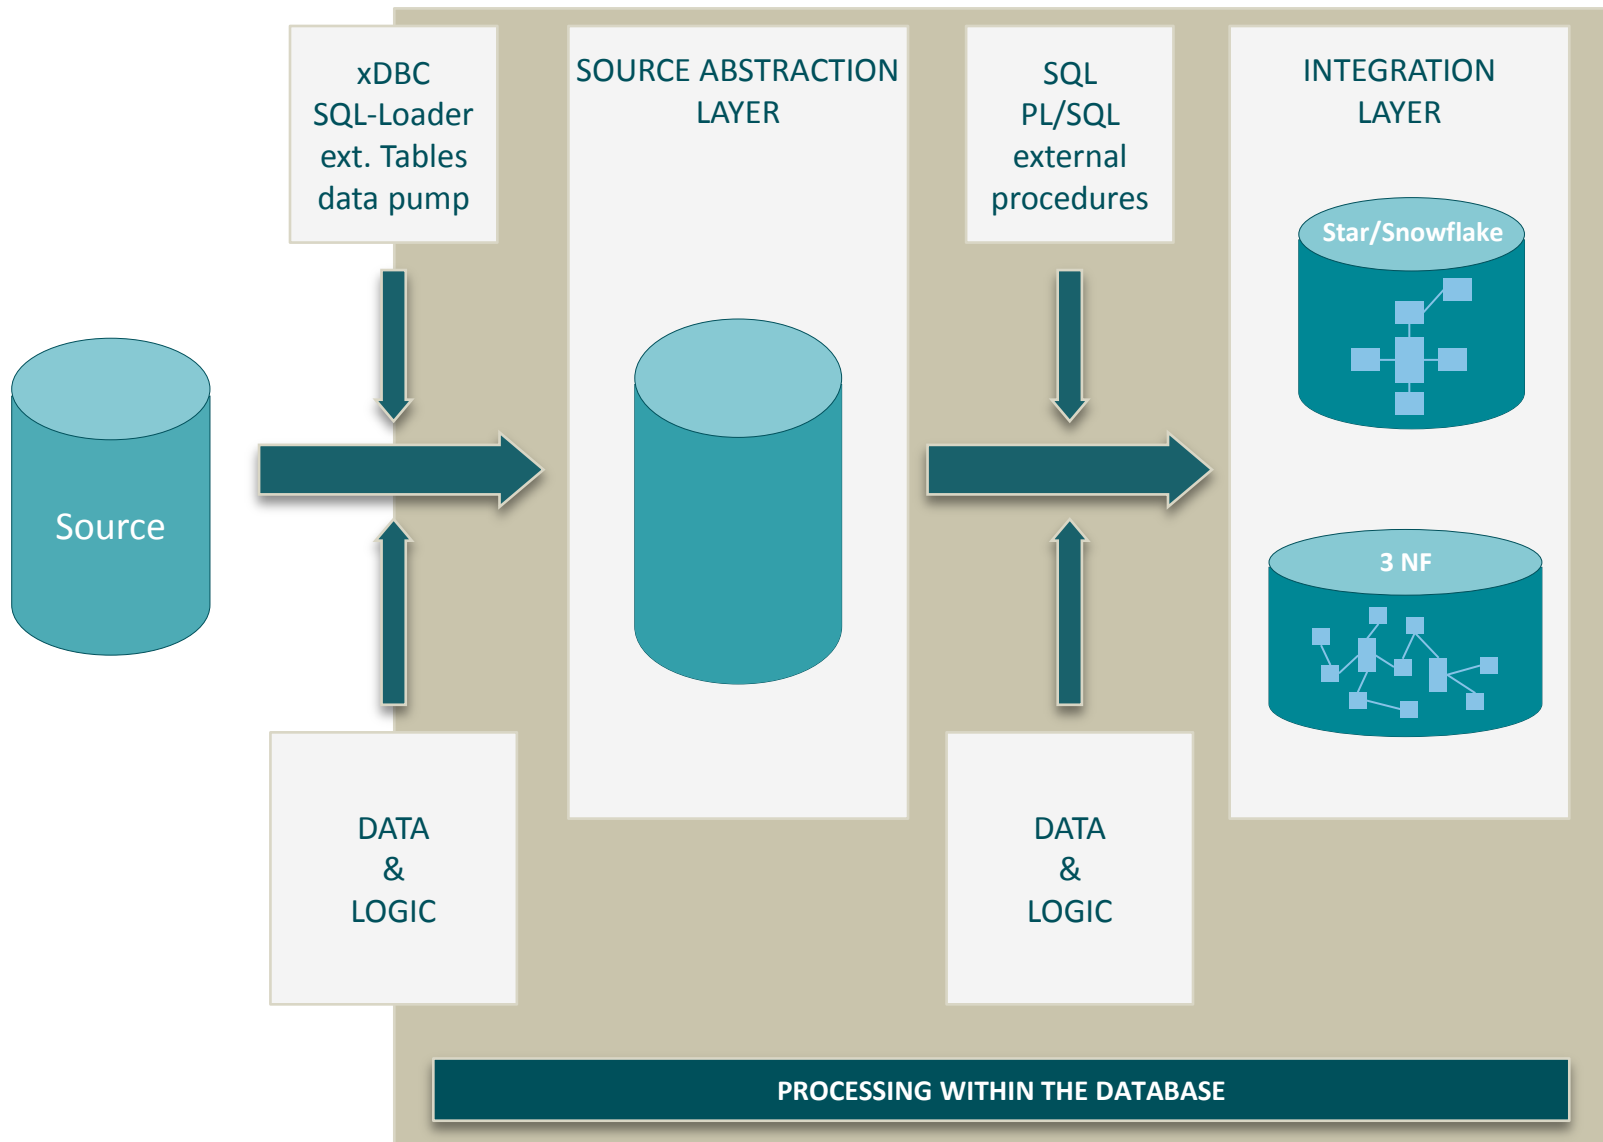 xDBC
SQL-Loader
ext. Tables
data pump
SOURCE ABSTRACTION
LAYER
SQL
PL/SQL
external
procedures
INTEGRATION
LAYER
Star/Snowflake
Source
3 NF
DATA
&
LOGIC
DATA
&
LOGIC
PROCESSING WITHIN THE DATABASE